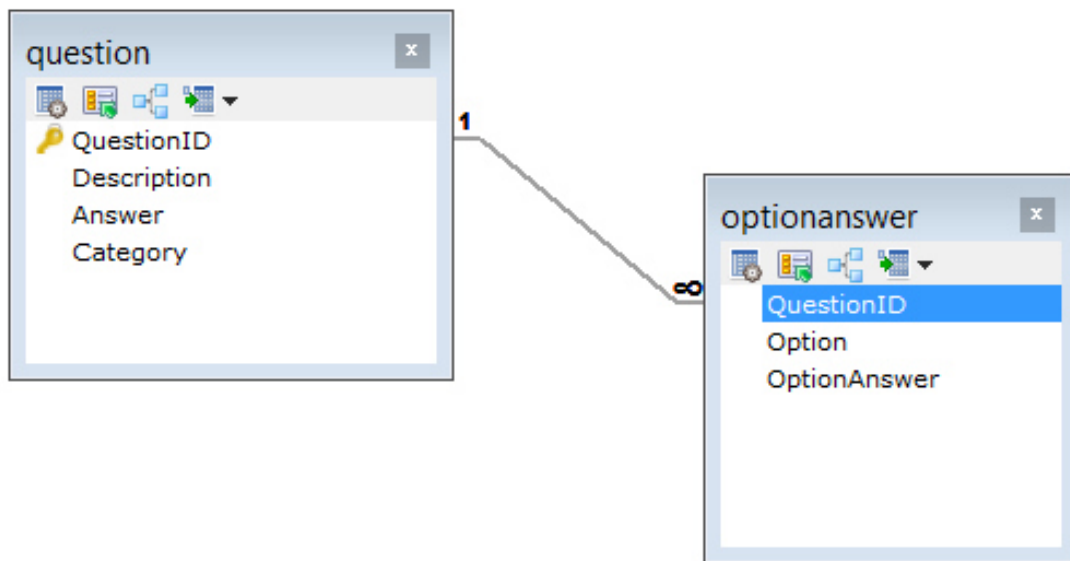 question
QuestionID
Description
Answer
Category
1
∞
optionanswer
QuestionID
Option
OptionAnswer